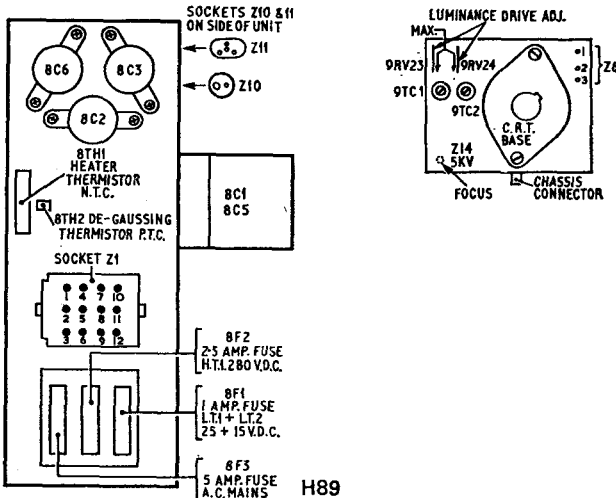 SOCKETS Z10 & 11
ON SIDE OF UNIT
Z11
Z10
8C6
8C3
8C2
8TH1
HEATER
THERMISTOR
N.T.C.
8TH2 DE-GAUSSING
THERMISTOR P.T.C.
8C1
8C5
SOCKET Z1
1 4 7 10
2 5 8 11
3 6 9 12
8F2
2·5 AMP. FUSE
H.T.1.280 V.D.C.
8F1
1 AMP. FUSE
L.T.1 + L.T.2
25 + 15V.D.C.
8F3
5 AMP. FUSE
A.C. MAINS
H89
LUMINANCE DRIVE ADJ.
MAX
9RV23
9RV24
9TC1
9TC2
C.R.T.
BASE
1
2
3
Z14
5KV
FOCUS
CHASSIS
CONNECTOR